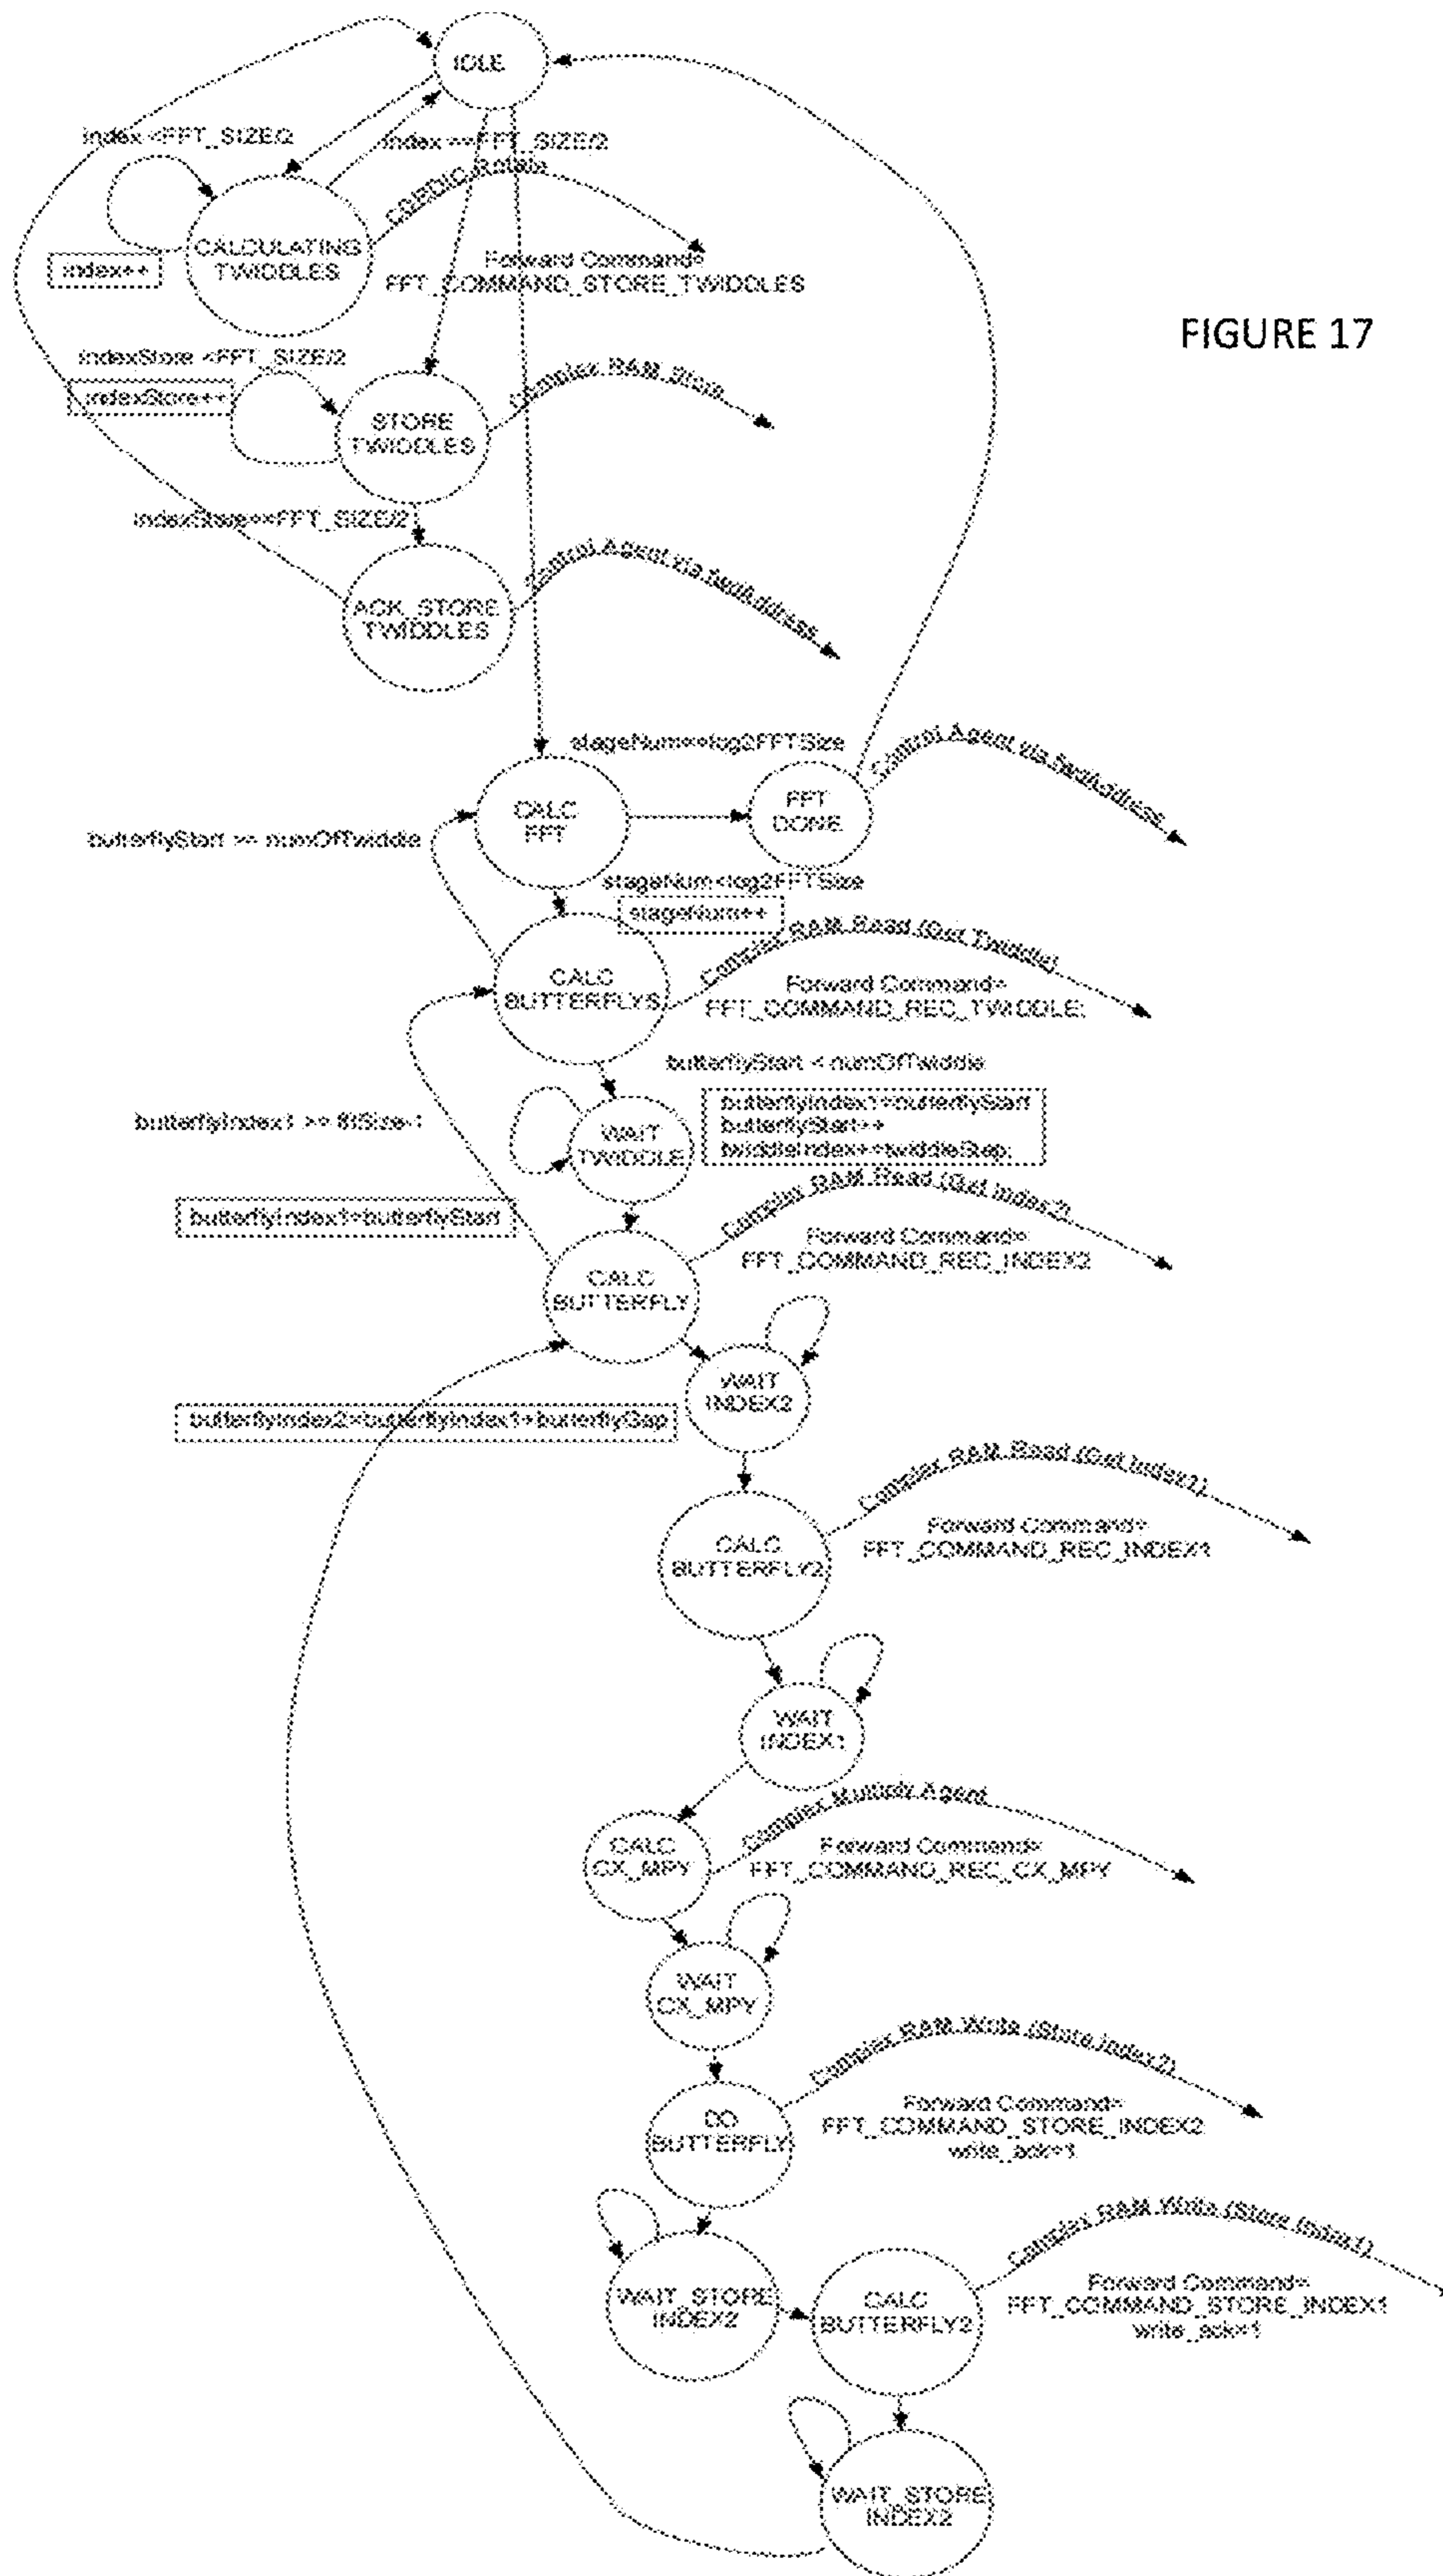 IDLE
index <FFT_SIZE/2
index ==FFT_SIZE/2
CORDIC Rotate
CALCULATING
TWIDDLES
index++
Forward Command=
FFT_COMMAND_STORE_TWIDDLES
FIGURE 17
indexStore <FFT_SIZE/2
indexStore++
Complex RAM Store
STORE
TWIDDLES
indexStore==FFT_SIZE/2
Control Agent via
ACK_STORE
TWIDDLES
stageNum==log2FFTSize
Control Agent via
CALC
FFT
FFT
DONE
butterflyStart >= numOfTwiddle
stageNum<log2FFTSize
stageNum++
Complex RAM Read (Get Twiddle)
CALC
BUTTERFLYS
Forward Command=
FFT_COMMAND_REC_TWIDDLE;
butterflyStart < numOfTwiddle
butterflyIndex1 >= fftSize-1
WAIT
TWIDDLE
butterflyIndex1=butterflyStart
butterflyStart++
twiddleIndex+=twiddleStep;
Complex RAM Read (Get Index2)
butterflyIndex1=butterflyStart
Forward Command=
FFT_COMMAND_REC_INDEX2
CALC
BUTTERFLY
WAIT
INDEX2
butterflyIndex2=butterflyIndex1+butterflyGap
Complex RAM Read (Get Index1)
CALC
BUTTERFLY2
Forward Command=
FFT_COMMAND_REC_INDEX1
WAIT
INDEX1
Complex Multiply Agent
CALC
CX_MPY
Forward Command=
FFT_COMMAND_REC_CX_MPY
WAIT
CX_MPY
Complex RAM Write (Store Index2)
DO
BUTTERFLY
Forward Command=
FFT_COMMAND_STORE_INDEX2
write_ack=1
Complex RAM Write (Store Index1)
WAIT_STORE
INDEX2
CALC
BUTTERFLY2
Forward Command=
FFT_COMMAND_STORE_INDEX1
write_ack=1
WAIT_STORE
INDEX2